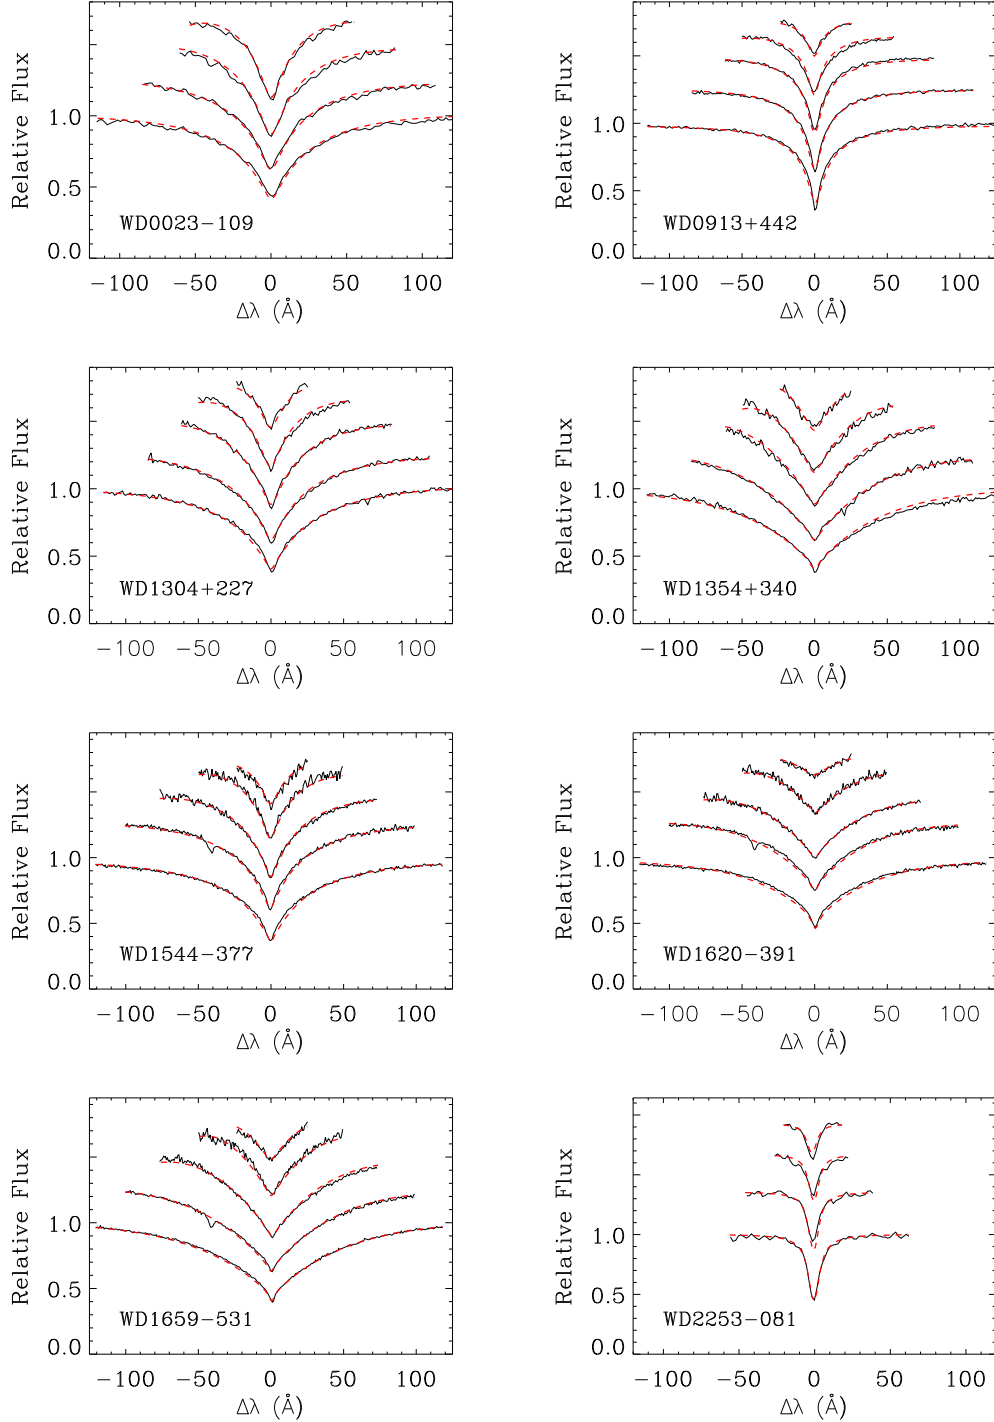 Relative Flux
1.0
0.5
0.0
WD0023−109
−100 −50 0 50 100
Δλ (Å)
Relative Flux
1.0
0.5
0.0
WD0913+442
−100 −50 0 50 100
Δλ (Å)
Relative Flux
1.0
0.5
0.0
WD1304+227
−100 −50 0 50 100
Δλ (Å)
Relative Flux
1.0
0.5
0.0
WD1354+340
−100 −50 0 50 100
Δλ (Å)
Relative Flux
1.0
0.5
0.0
WD1544−377
−100 −50 0 50 100
Δλ (Å)
Relative Flux
1.0
0.5
0.0
WD1620−391
−100 −50 0 50 100
Δλ (Å)
Relative Flux
1.0
0.5
0.0
WD1659−531
−100 −50 0 50 100
Δλ (Å)
Relative Flux
1.0
0.5
0.0
WD2253−081
−100 −50 0 50 100
Δλ (Å)